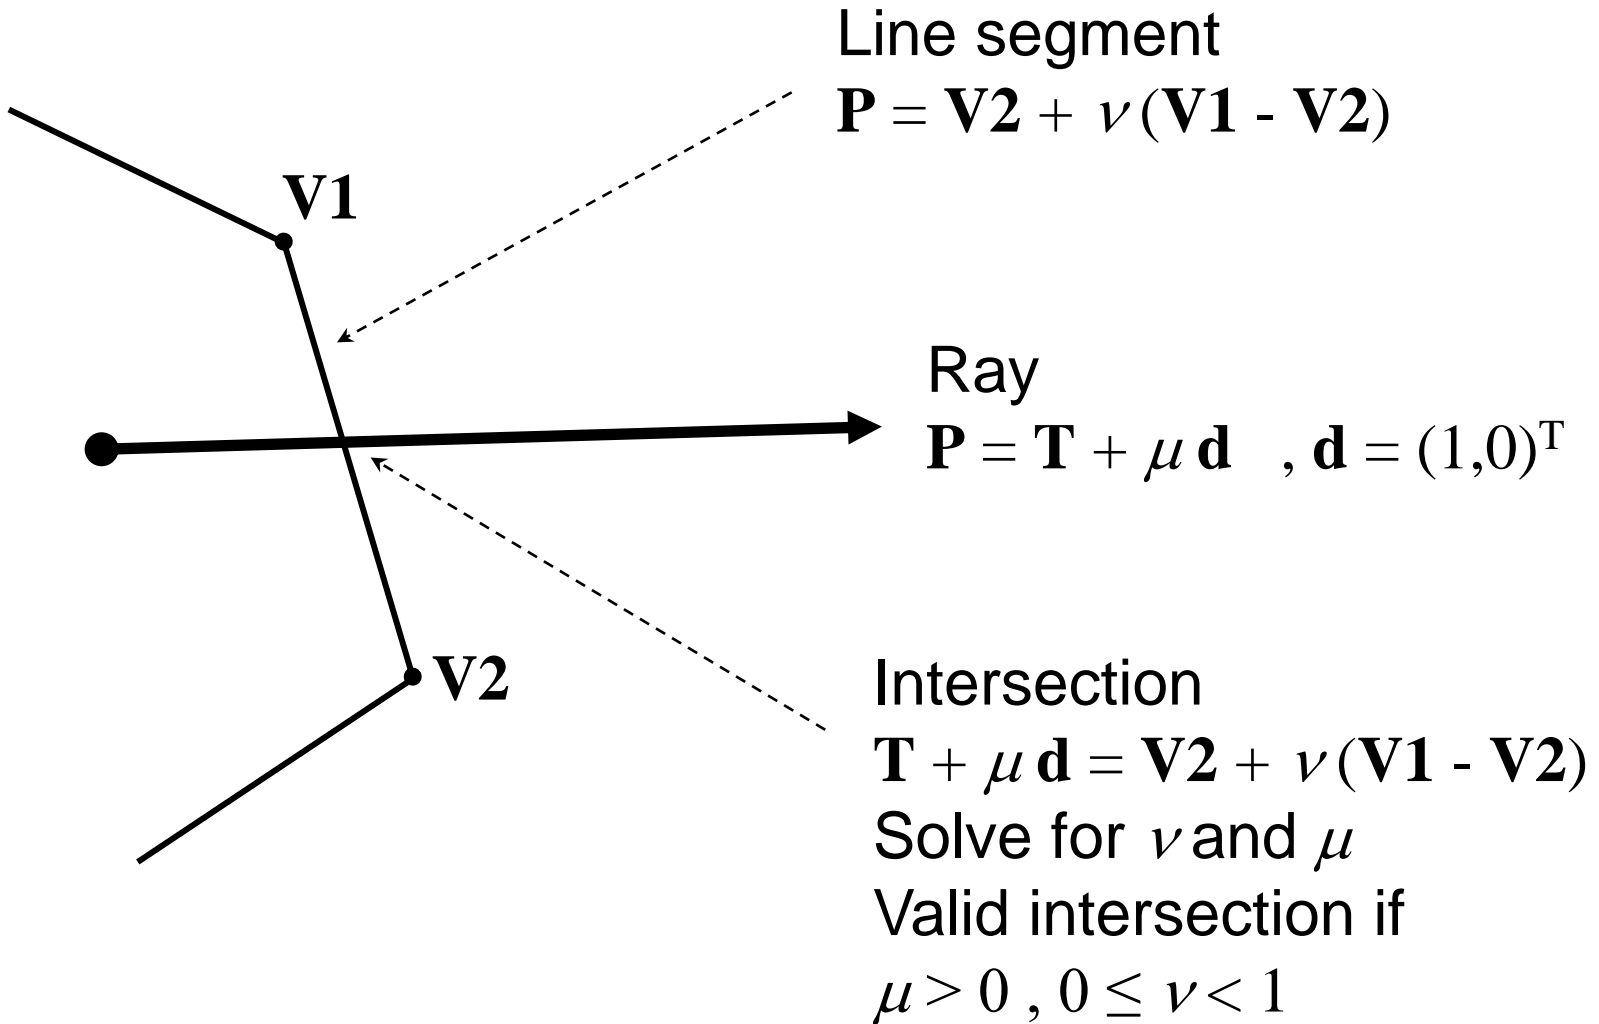 Line segment
P = V2 + ν (V1 - V2)
V1
Ray
P = T + μ d , d = (1,0)ᵀ
V2
Intersection
T + μ d = V2 + ν (V1 - V2)
Solve for ν and μ
Valid intersection if
μ > 0 , 0 ≤ ν < 1